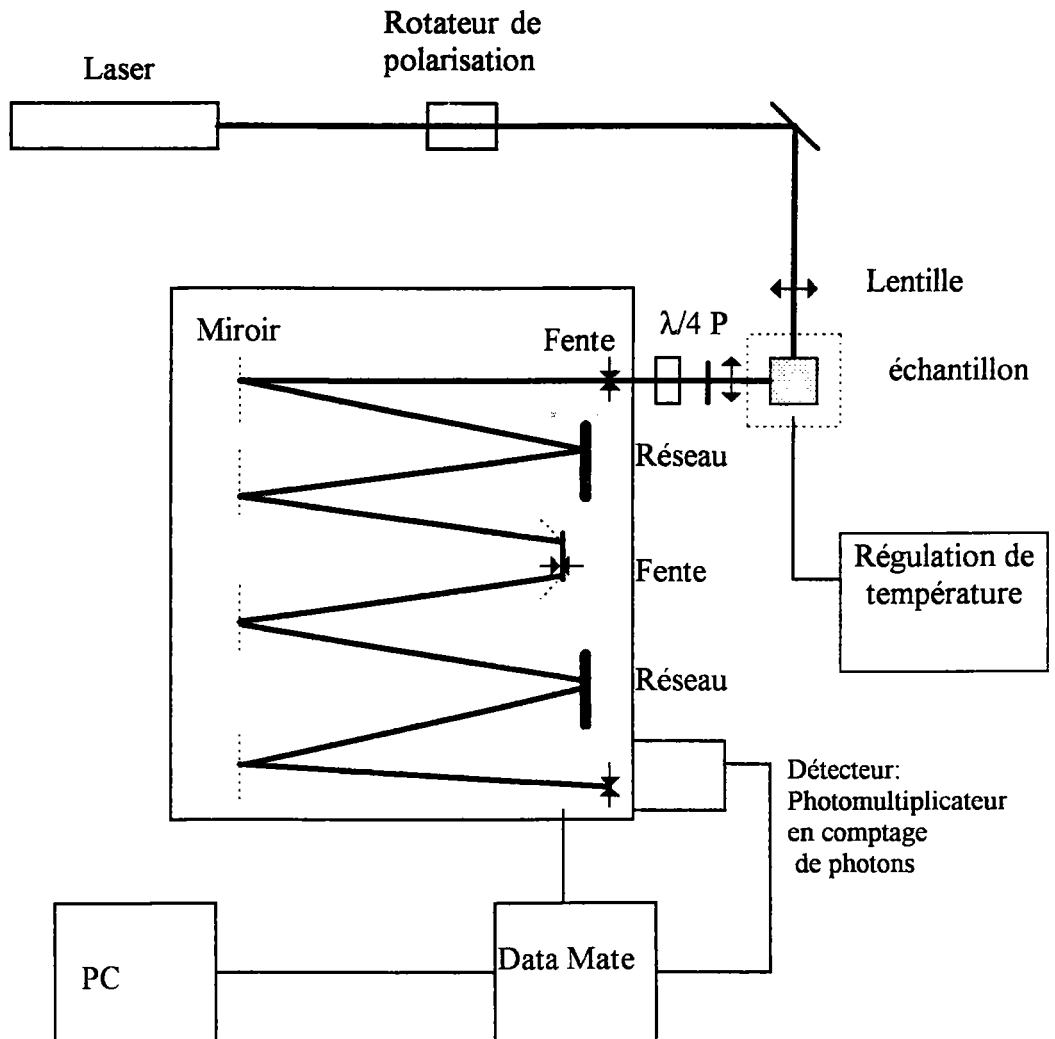 Rotateur de
polarisation
Laser
Lentille
λ/4 P
Miroir
Fente
échantillon
Réseau
Régulation de
température
Fente
Réseau
Détecteur:
Photomultiplicateur
en comptage
de photons
PC
Data Mate